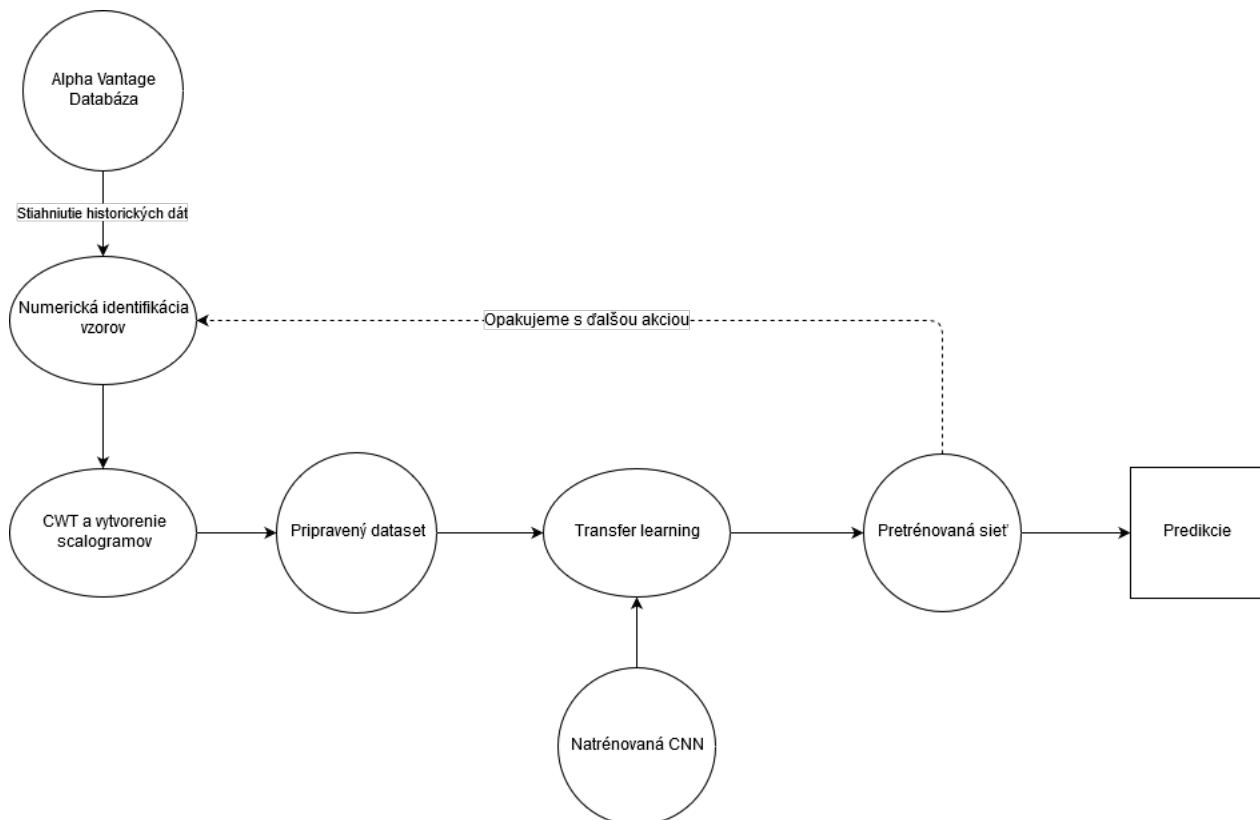 Alpha Vantage
Databáza
Stiahniutie historických dát
Numerická identifikácia
vzorov
Opakujeme s ďalšou akciou
CWT a vytvorenie
scalogramov
Pripravený dataset
Transfer learning
Pretrénovaná sieť
Predikcie
Natrénovaná CNN